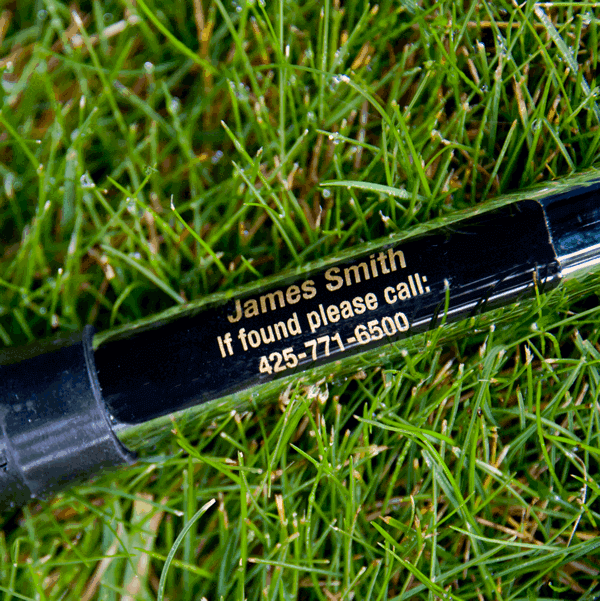 James Smith
If found please call:
425-771-6500